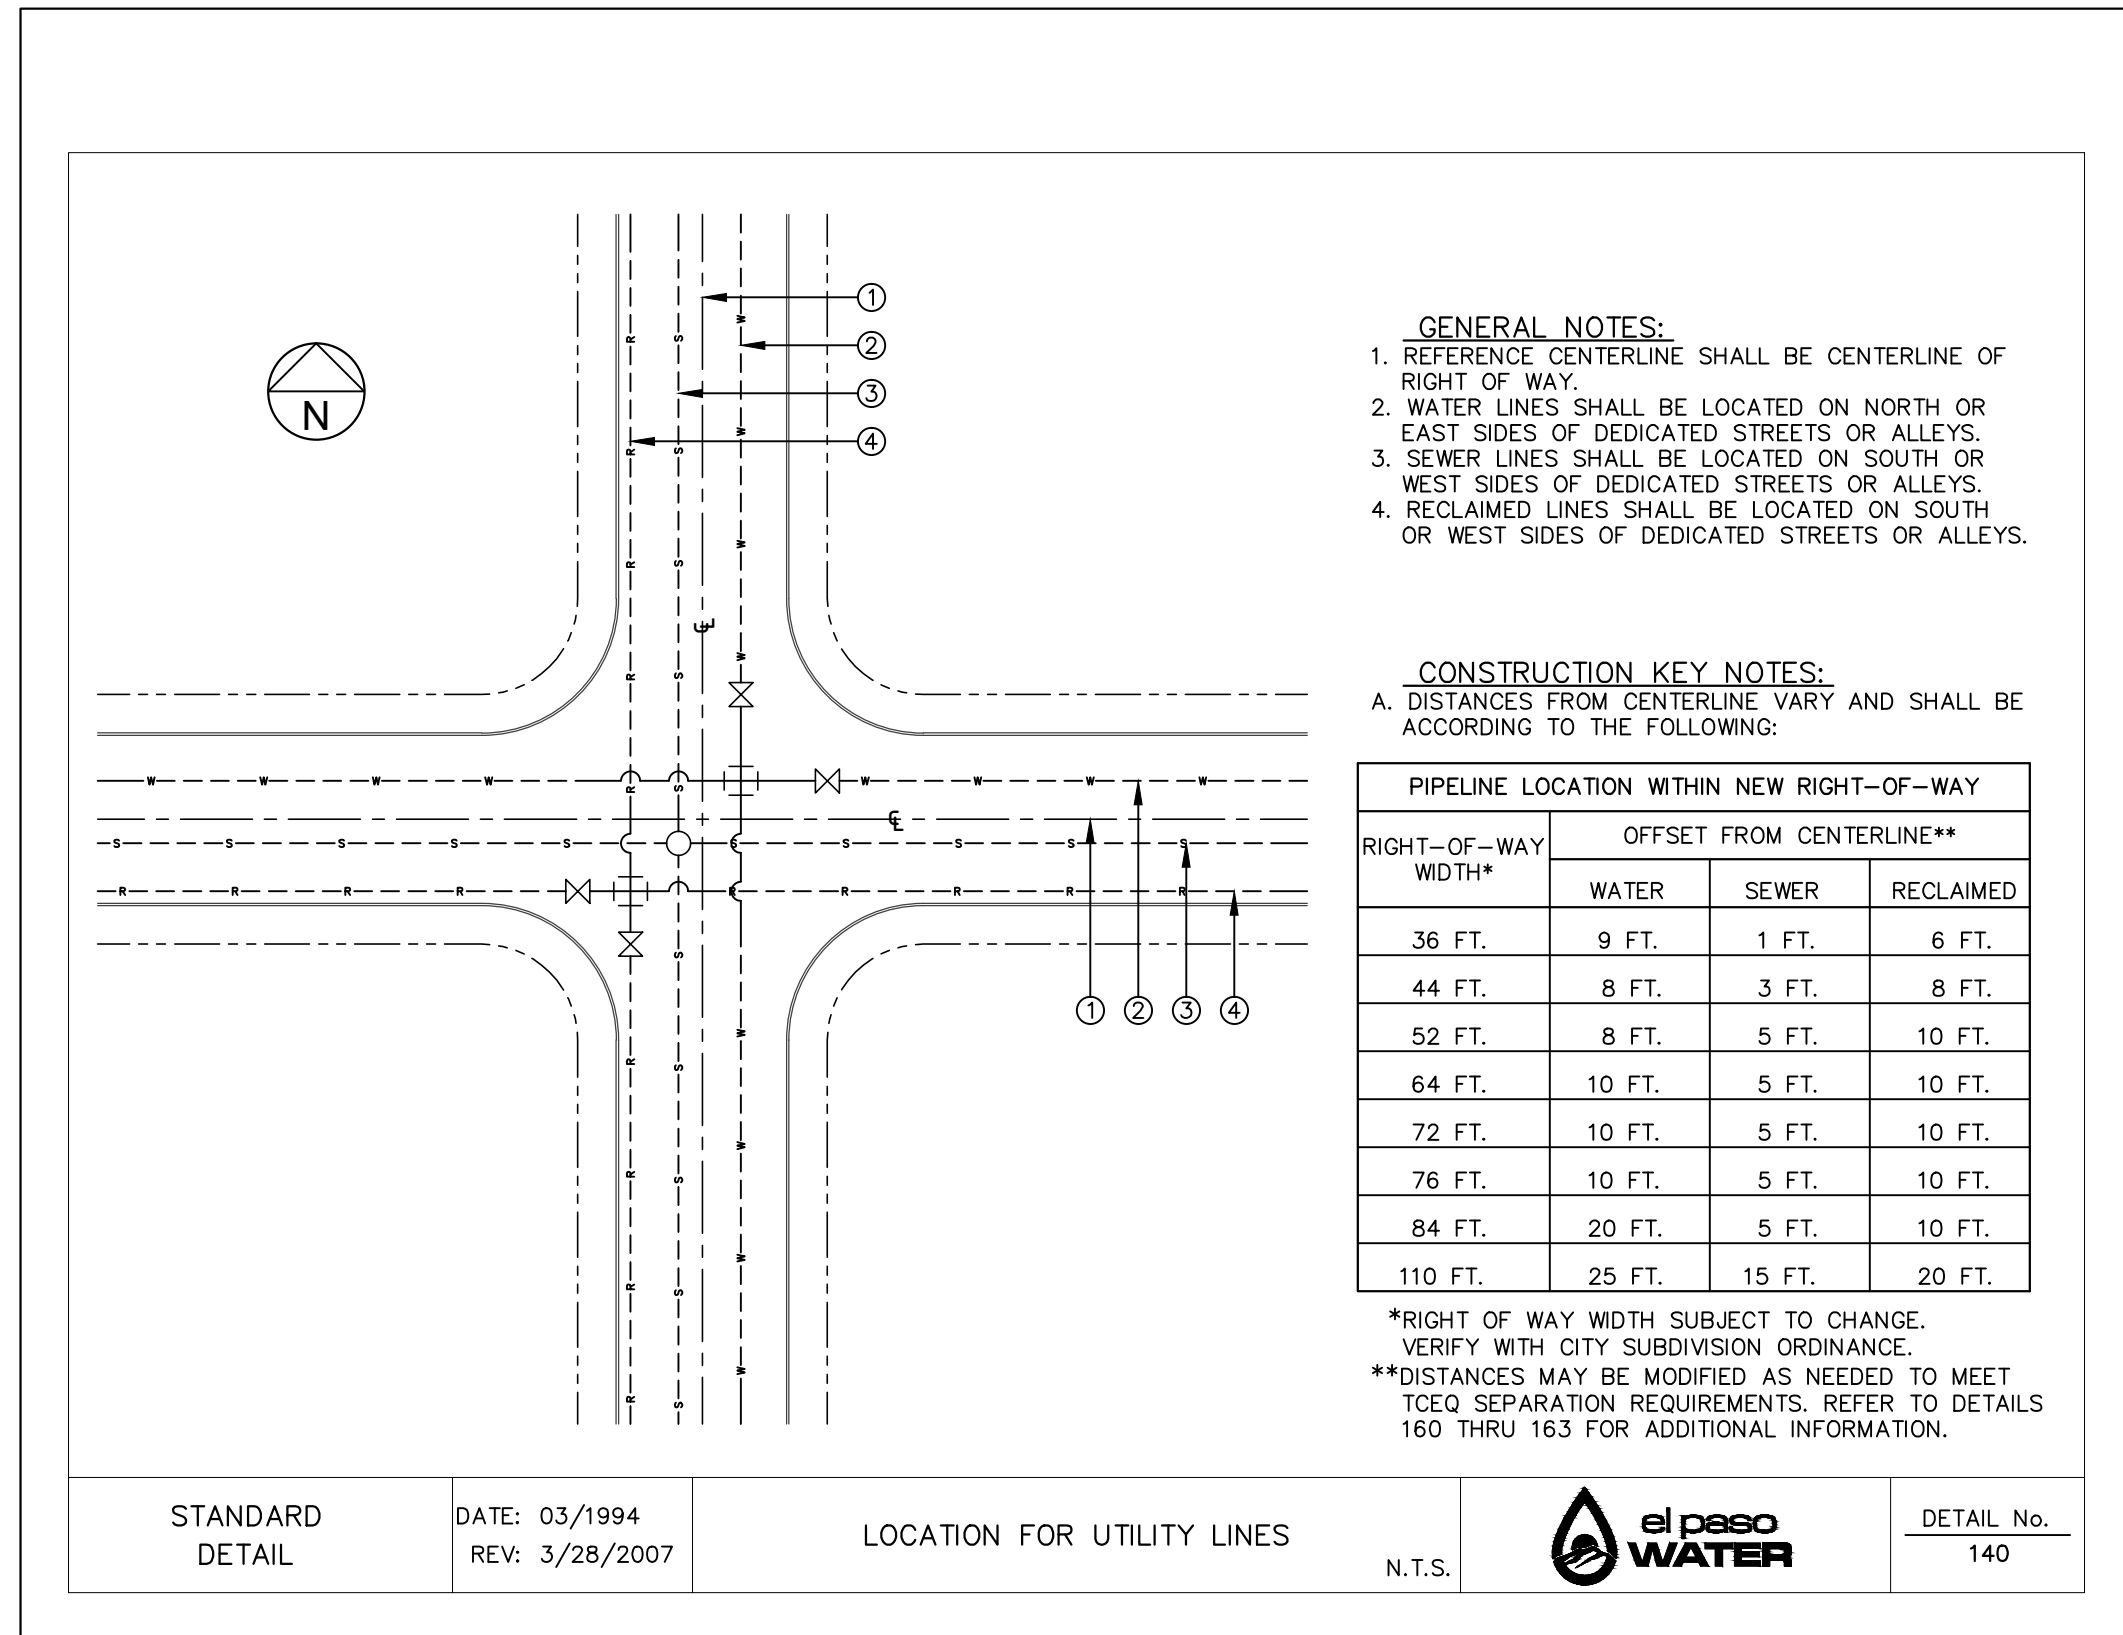 1
2
3
4
N
W
R
S
℄
W W W W W W W W
℄
S S S S S S S S S
R R R R R R R R R
1 2 3 4
GENERAL NOTES:
1. REFERENCE CENTERLINE SHALL BE CENTERLINE OF
RIGHT OF WAY.
2. WATER LINES SHALL BE LOCATED ON NORTH OR
EAST SIDES OF DEDICATED STREETS OR ALLEYS.
3. SEWER LINES SHALL BE LOCATED ON SOUTH OR
WEST SIDES OF DEDICATED STREETS OR ALLEYS.
4. RECLAIMED LINES SHALL BE LOCATED ON SOUTH
OR WEST SIDES OF DEDICATED STREETS OR ALLEYS.
CONSTRUCTION KEY NOTES:
A. DISTANCES FROM CENTERLINE VARY AND SHALL BE
ACCORDING TO THE FOLLOWING:
PIPELINE LOCATION WITHIN NEW RIGHT-OF-WAY
RIGHT-OF-WAY
WIDTH*
OFFSET FROM CENTERLINE**
WATER SEWER RECLAIMED
36 FT. 9 FT. 1 FT. 6 FT.
44 FT. 8 FT. 3 FT. 8 FT.
52 FT. 8 FT. 5 FT. 10 FT.
64 FT. 10 FT. 5 FT. 10 FT.
72 FT. 10 FT. 5 FT. 10 FT.
76 FT. 10 FT. 5 FT. 10 FT.
84 FT. 20 FT. 5 FT. 10 FT.
110 FT. 25 FT. 15 FT. 20 FT.
*RIGHT OF WAY WIDTH SUBJECT TO CHANGE.
VERIFY WITH CITY SUBDIVISION ORDINANCE.
**DISTANCES MAY BE MODIFIED AS NEEDED TO MEET
TCEQ SEPARATION REQUIREMENTS. REFER TO DETAILS
160 THRU 163 FOR ADDITIONAL INFORMATION.
STANDARD
DETAIL
DATE: 03/1994
REV: 3/28/2007
LOCATION FOR UTILITY LINES
N.T.S.
el paso
WATER
DETAIL No.
140